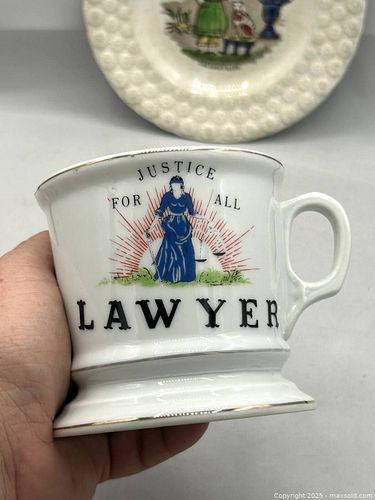 JUSTICE
FOR ALL
LAWYER
Copyright 2025 - maxsold.com